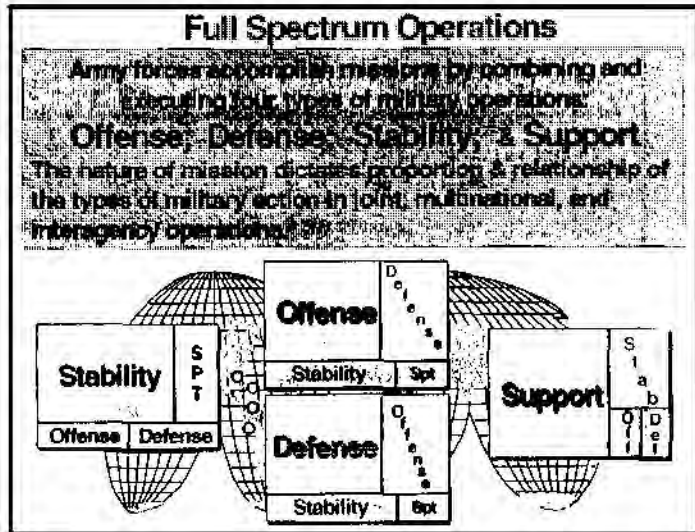 Full Spectrum Operations
Army forces accomplish missions by combining and
executing four types of military operations:
Offense, Defense, Stability, & Support
The nature of mission dictates proportion & relationship of
the types of military action in joint, multinational, and
interagency operations.
Stability
SPT
Offense Defense
Offense
Defense
Stability Spt
Defense
Offense
Stability Spt
Support
Stab
Off Def